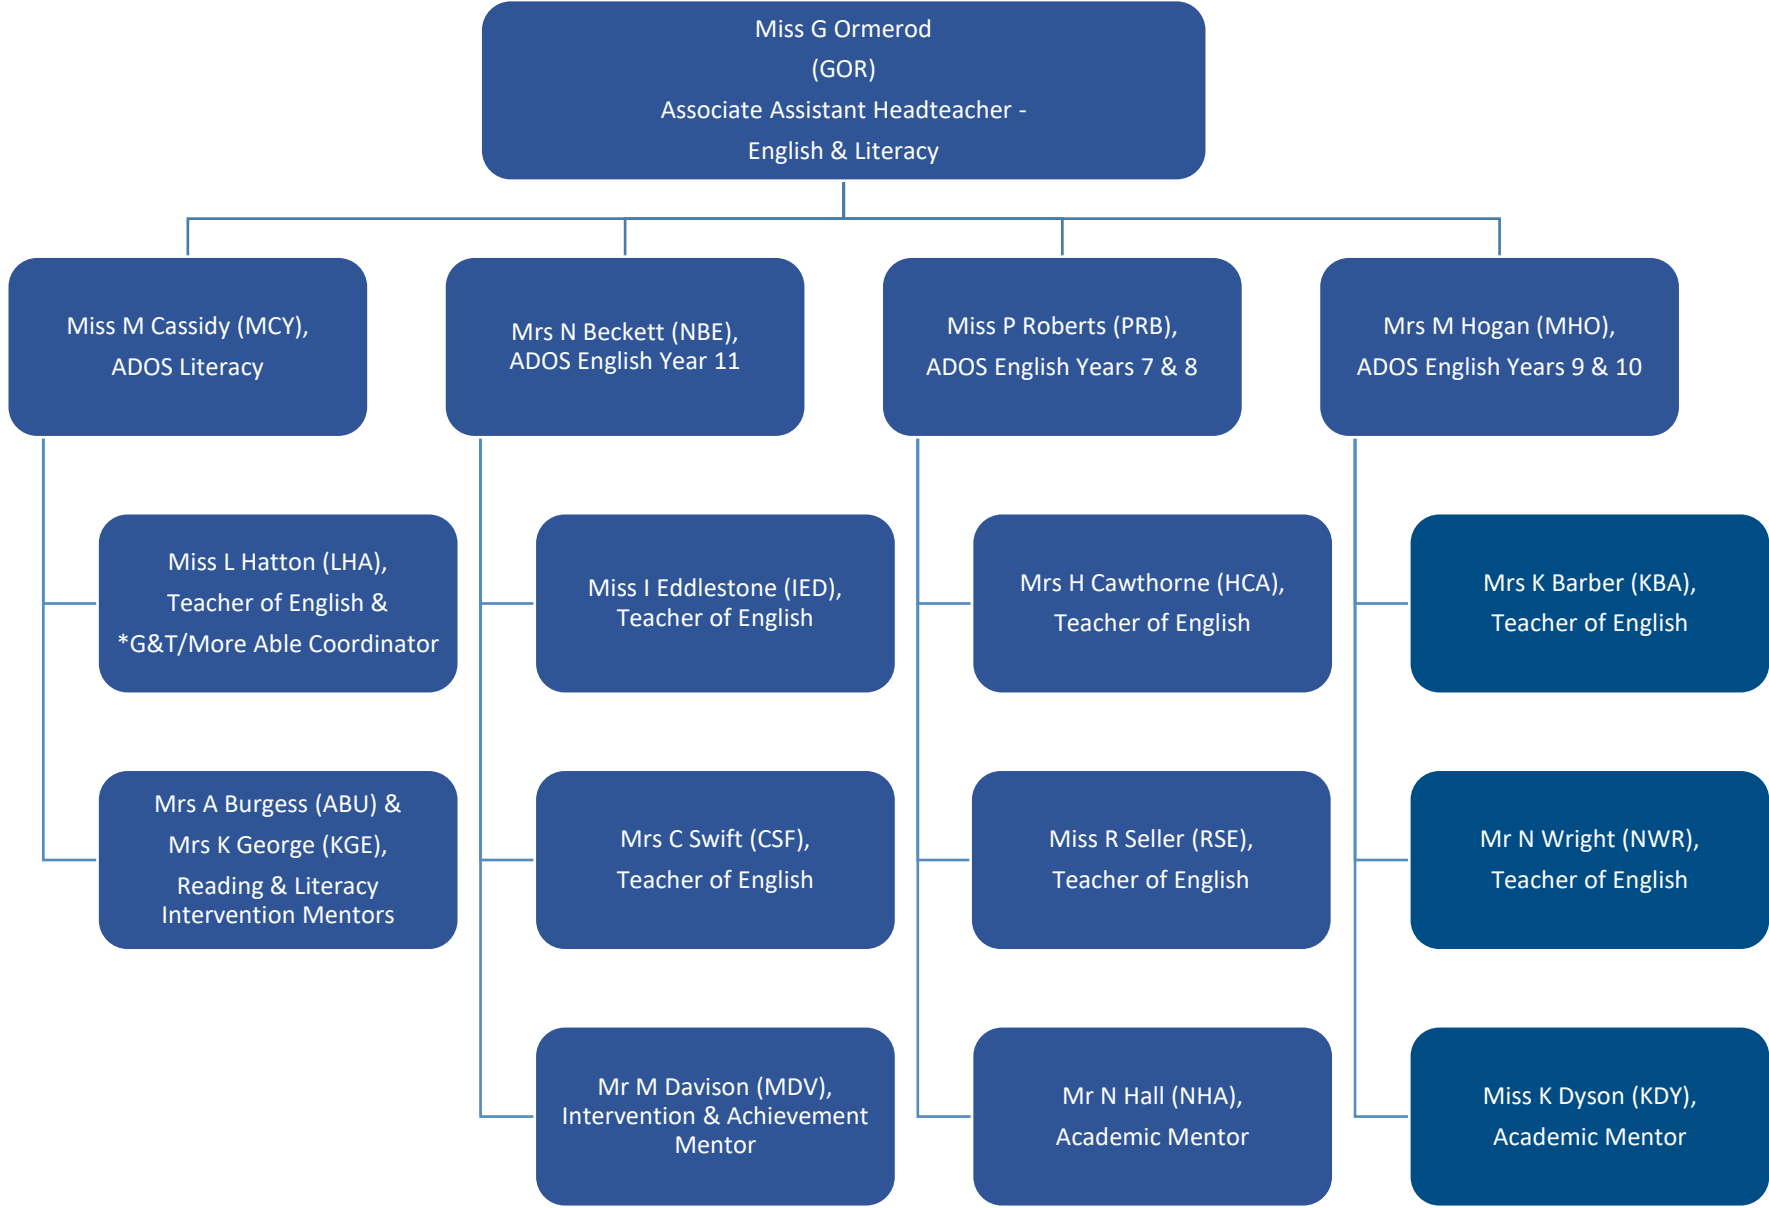 Miss G Ormerod
(GOR)
Associate Assistant Headteacher -
English & Literacy
Miss M Cassidy (MCY),
ADOS Literacy
Mrs N Beckett (NBE),
ADOS English Year 11
Miss P Roberts (PRB),
ADOS English Years 7 & 8
Mrs M Hogan (MHO),
ADOS English Years 9 & 10
Miss L Hatton (LHA),
Teacher of English &
*G&T/More Able Coordinator
Miss I Eddlestone (IED),
Teacher of English
Mrs H Cawthorne (HCA),
Teacher of English
Mrs K Barber (KBA),
Teacher of English
Mrs A Burgess (ABU) &
Mrs K George (KGE),
Reading & Literacy
Intervention Mentors
Mrs C Swift (CSF),
Teacher of English
Miss R Seller (RSE),
Teacher of English
Mr N Wright (NWR),
Teacher of English
Mr M Davison (MDV),
Intervention & Achievement
Mentor
Mr N Hall (NHA),
Academic Mentor
Miss K Dyson (KDY),
Academic Mentor